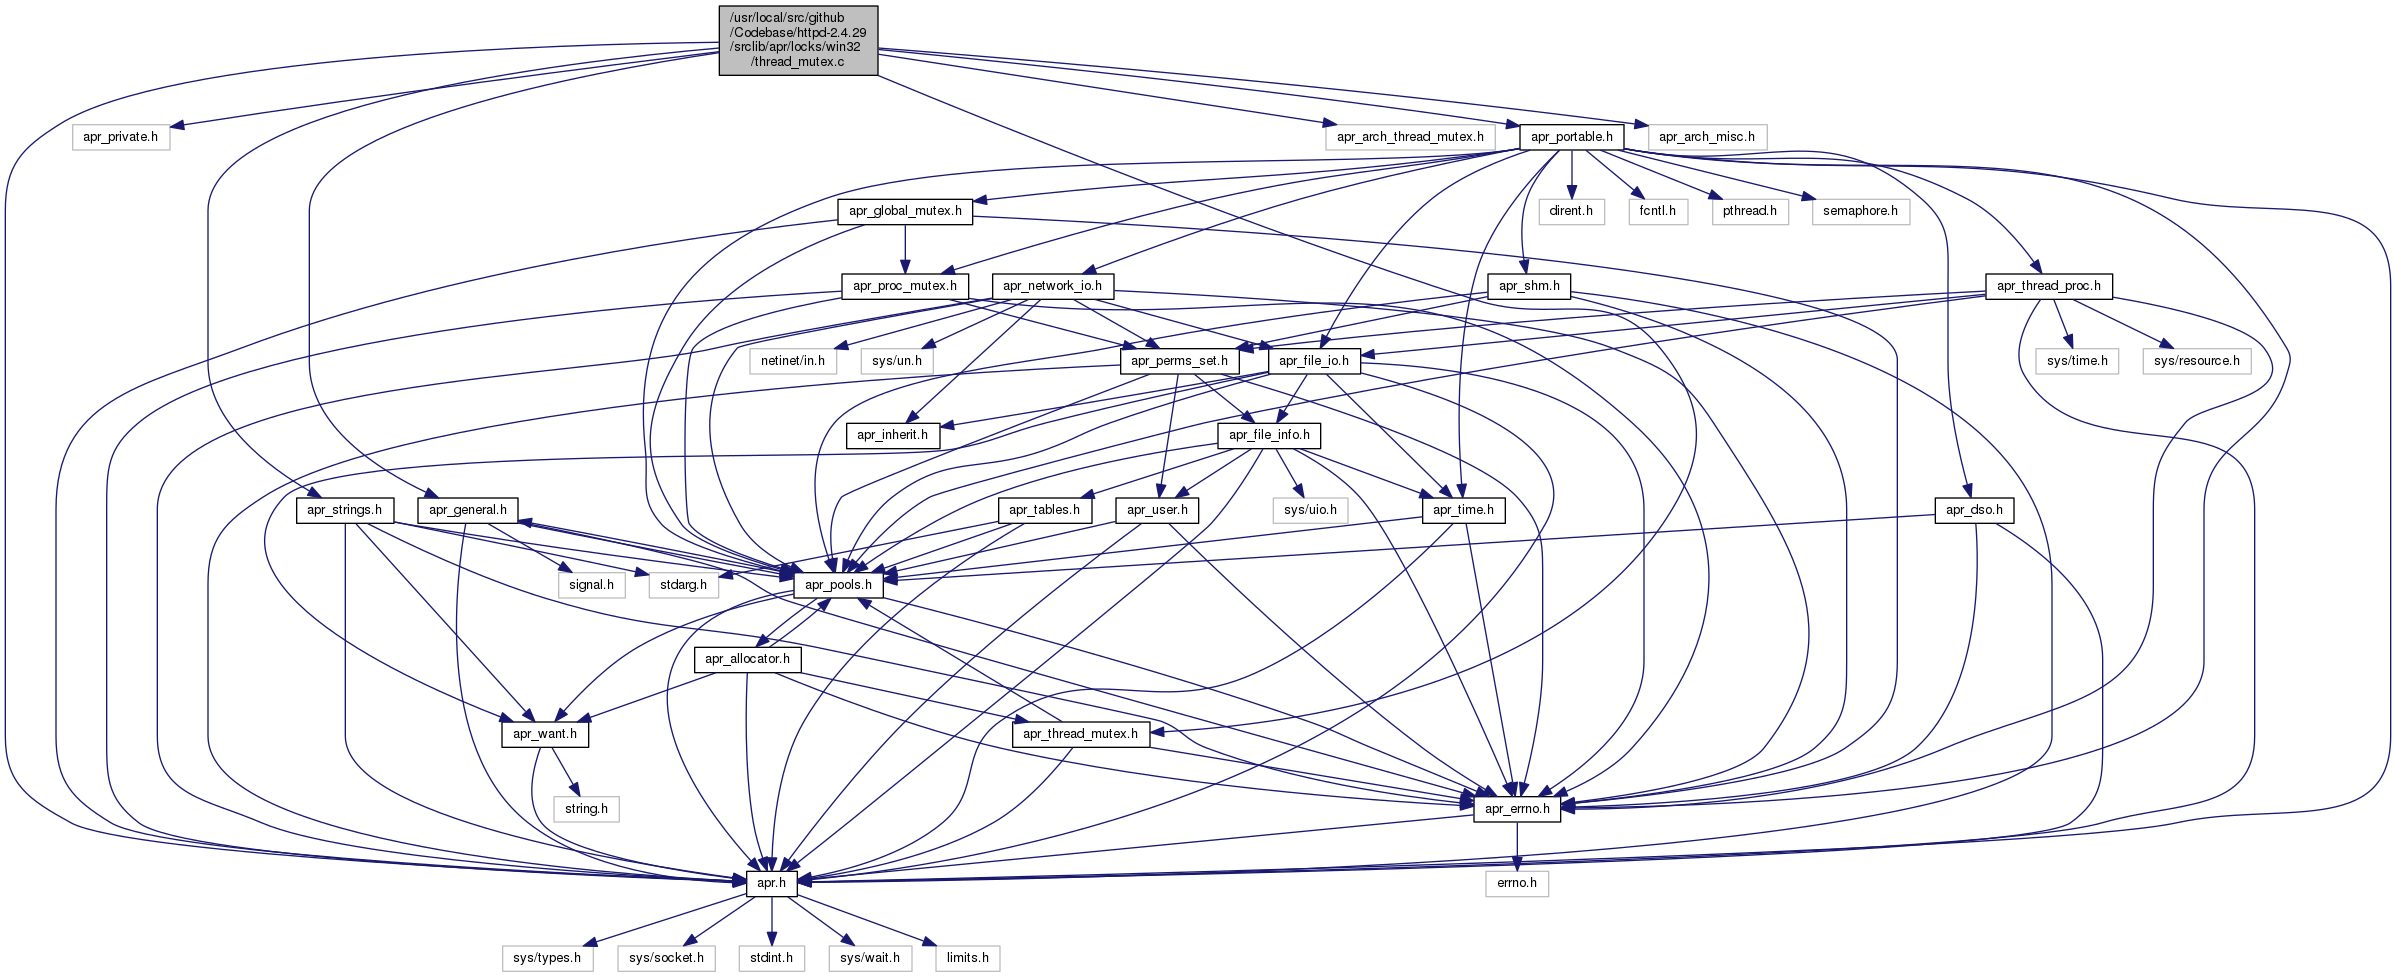 /usr/local/src/github
/Codebase/httpd-2.4.29
/srclib/apr/locks/win32
/thread_mutex.c
apr_private.h
apr_arch_thread_mutex.h
apr_portable.h
apr_arch_misc.h
apr_global_mutex.h
dirent.h
fcntl.h
pthread.h
semaphore.h
apr_proc_mutex.h
apr_network_io.h
apr_shm.h
apr_thread_proc.h
netinet/in.h
sys/un.h
apr_perms_set.h
apr_file_io.h
sys/time.h
sys/resource.h
apr_inherit.h
apr_file_info.h
apr_strings.h
apr_general.h
apr_tables.h
apr_user.h
sys/uio.h
apr_time.h
apr_dso.h
signal.h
stdarg.h
apr_pools.h
apr_allocator.h
apr_want.h
apr_thread_mutex.h
string.h
apr_errno.h
apr.h
errno.h
sys/types.h
sys/socket.h
stdint.h
sys/wait.h
limits.h